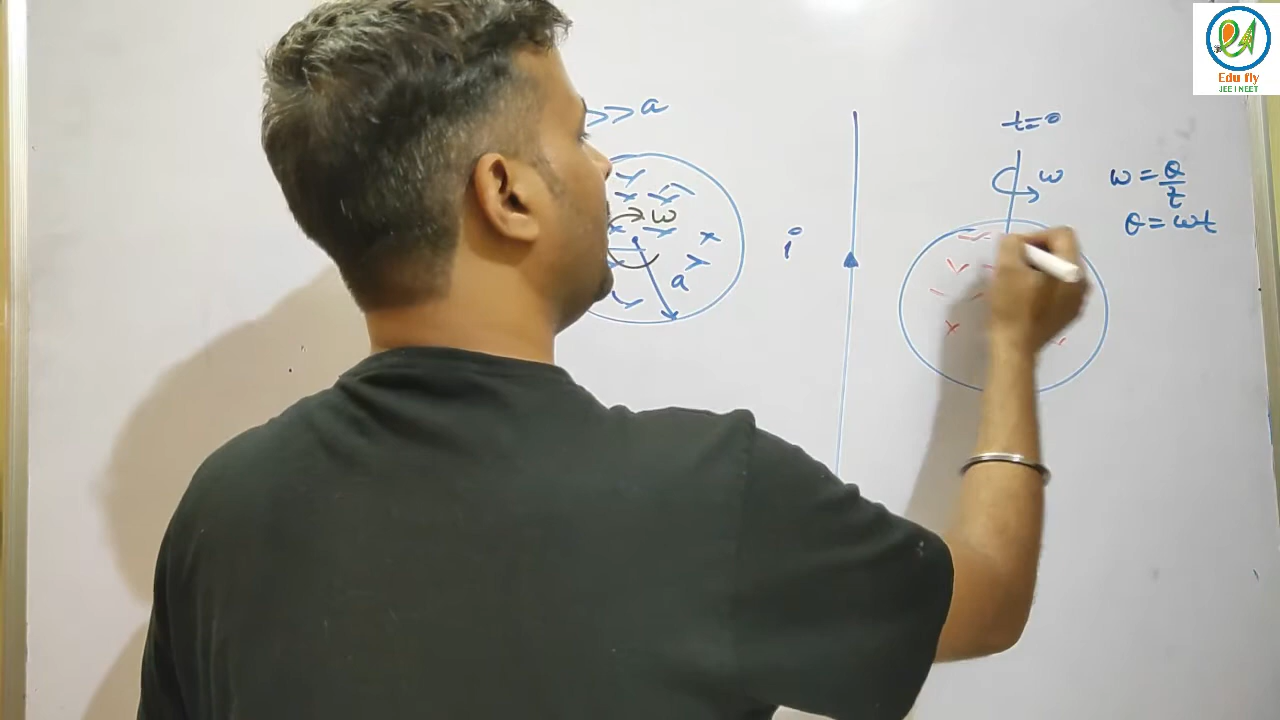 >> a
ω
a
i
t=0
ω
ω = θ/t
θ = ωt
Edu fly
JEE I NEET